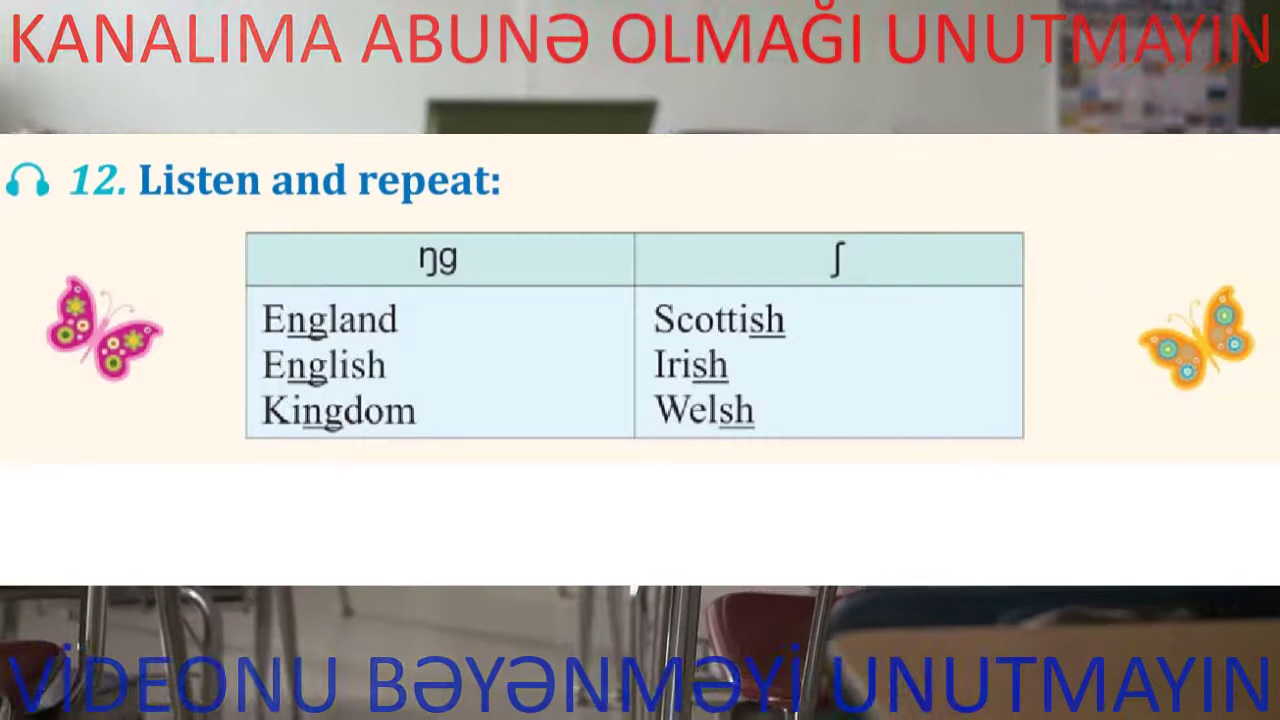 KANALIMA ABUNƏ OLMAĞI UNUTMAYIN
12. Listen and repeat:
ŋg ʃ
England Scottish
English Irish
Kingdom Welsh
VİDEONU BƏYƏNMƏYİ UNUTMAYIN